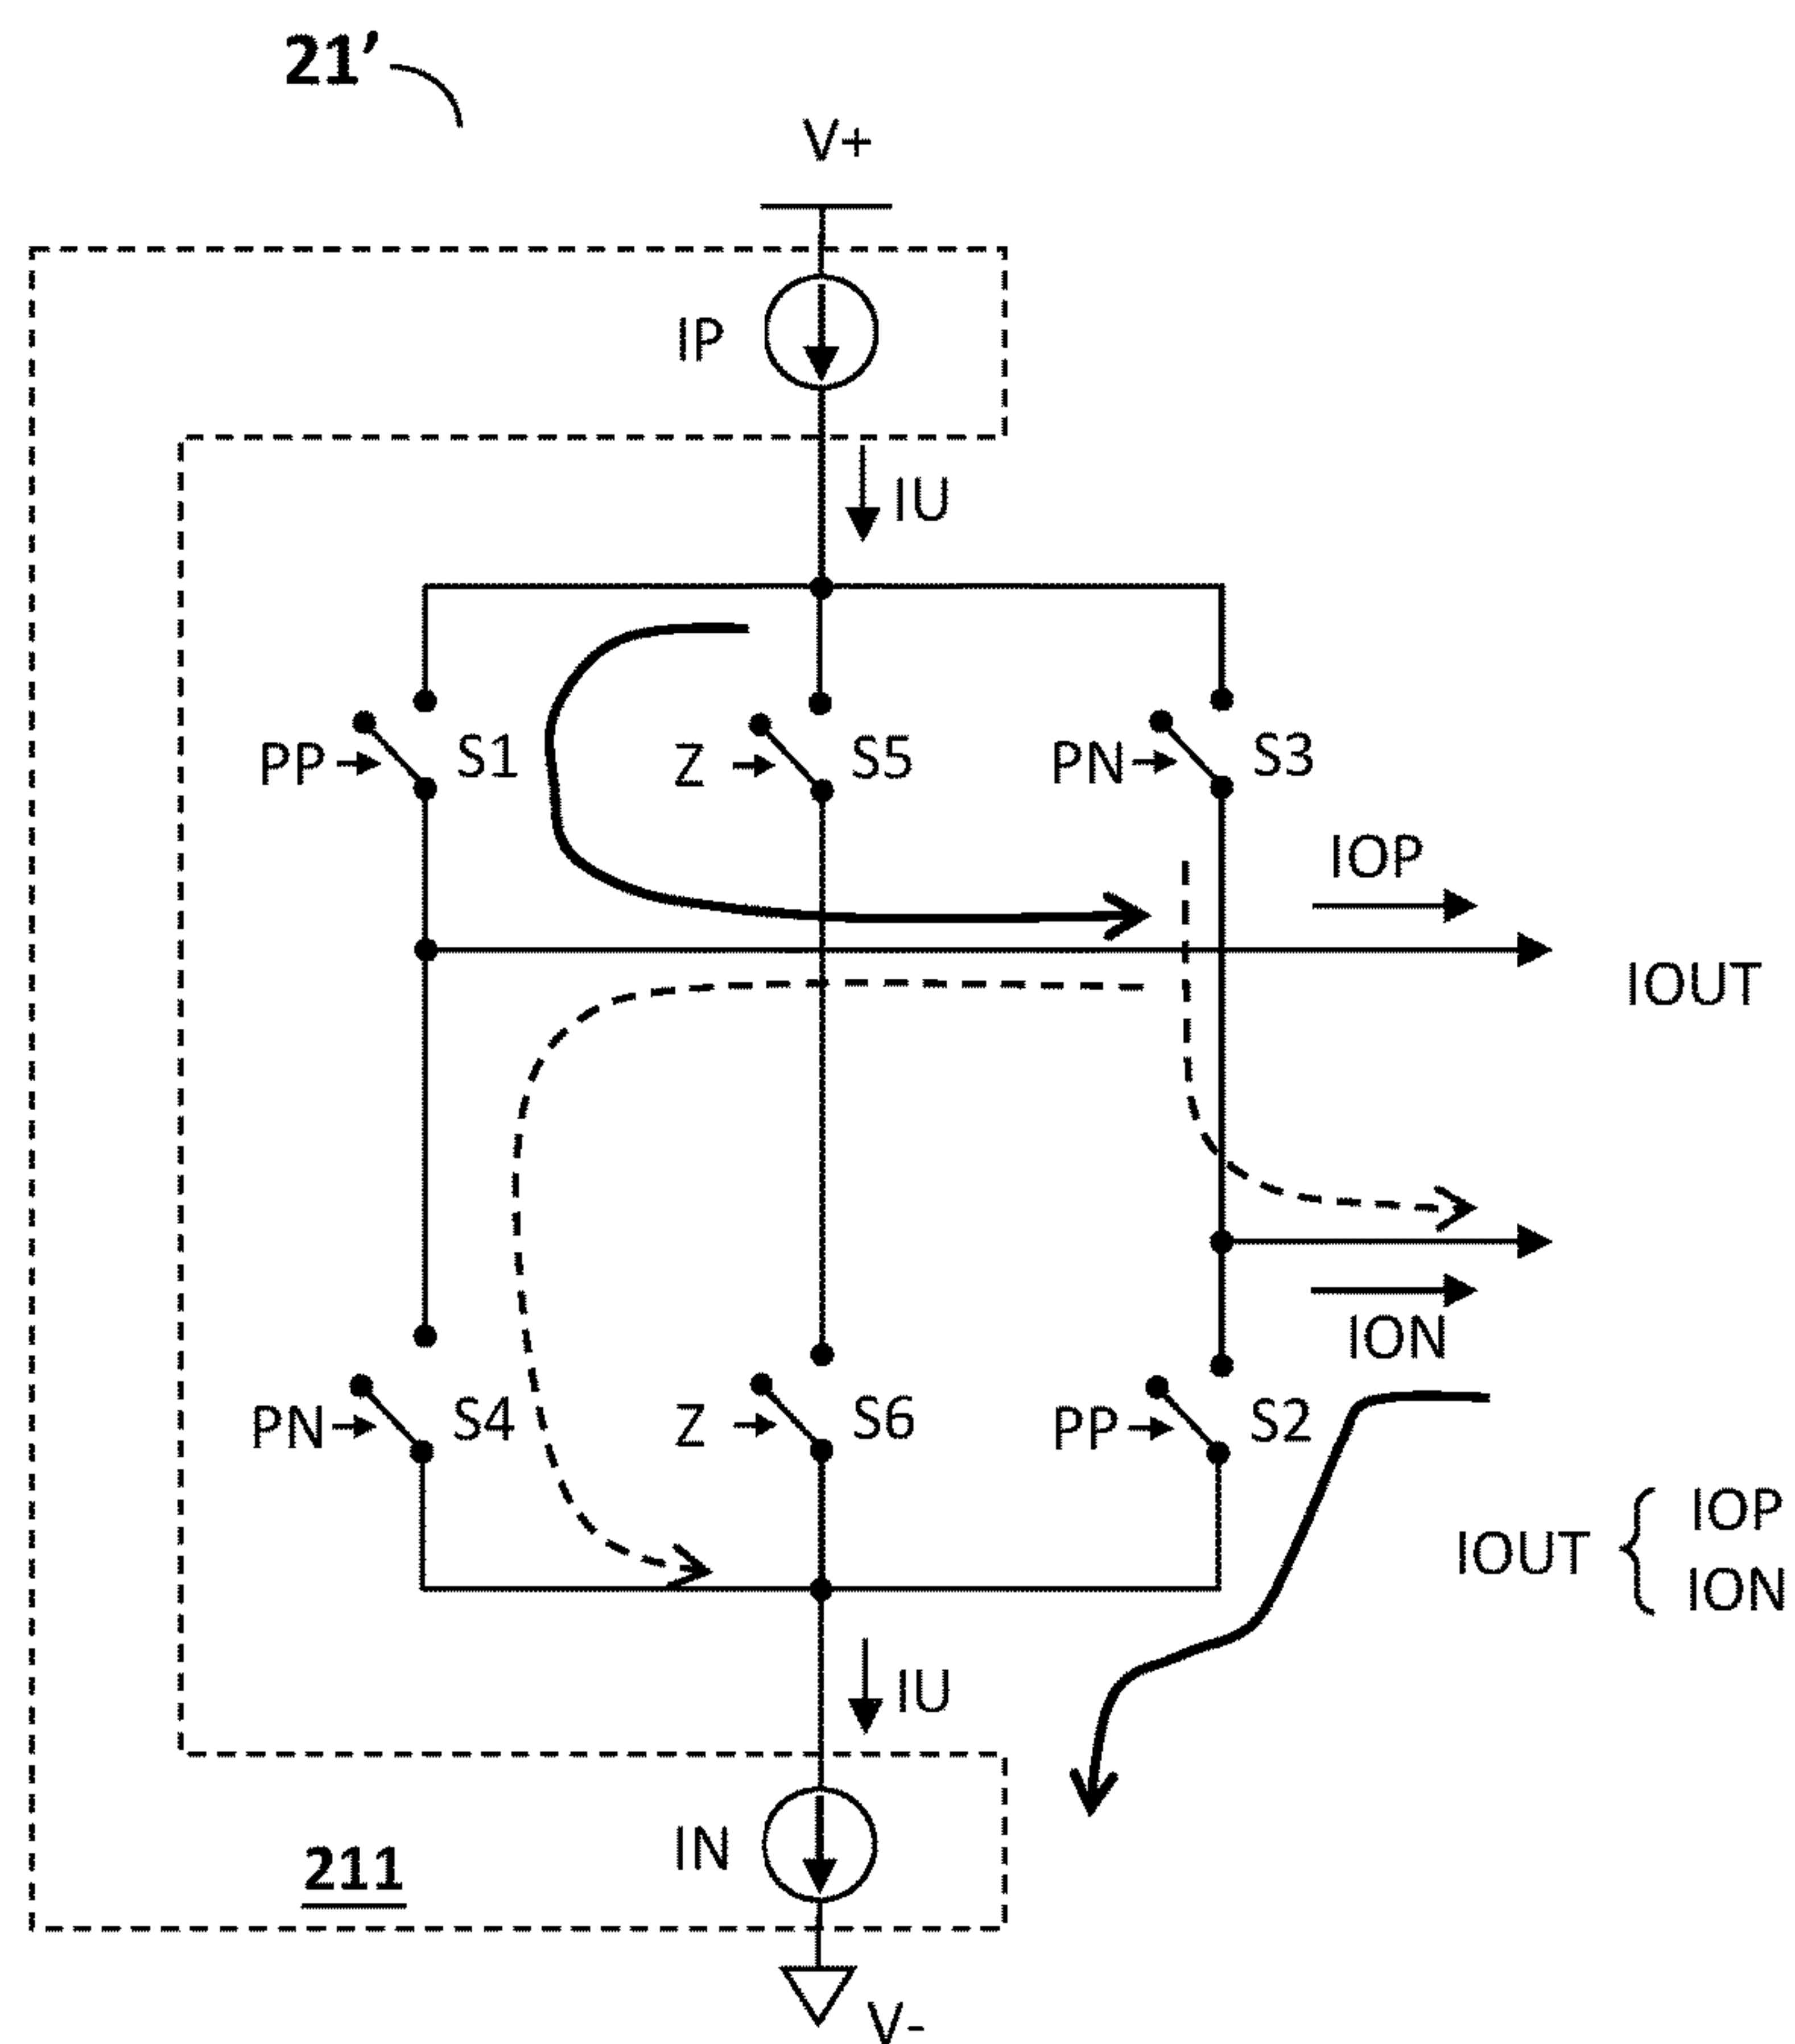 21’
V+
IP
IU
PP S1
Z S5
PN S3
IOP
IOUT
ION
PN S4
Z S6
PP S2
IOUT { IOP
ION
IU
IN
211
V-